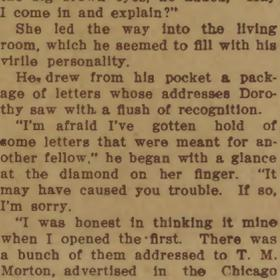 I come in and explain?"
She led the way into the living
room, which he seemed to fill with his
virile personality.
He drew from his pocket a pack-
age of letters whose addresses Doro-
thy saw with a flush of recognition.
"I'm afraid I've gotten hold of
some letters that were meant for an-
other fellow," he began with a glance
at the diamond on her finger. "It
may have caused you trouble. If so,
I'm sorry.
"I was honest in thinking it mine
when I opened the first. There was
a bunch of them addressed to T. M.
Morton, advertised in the Chicago